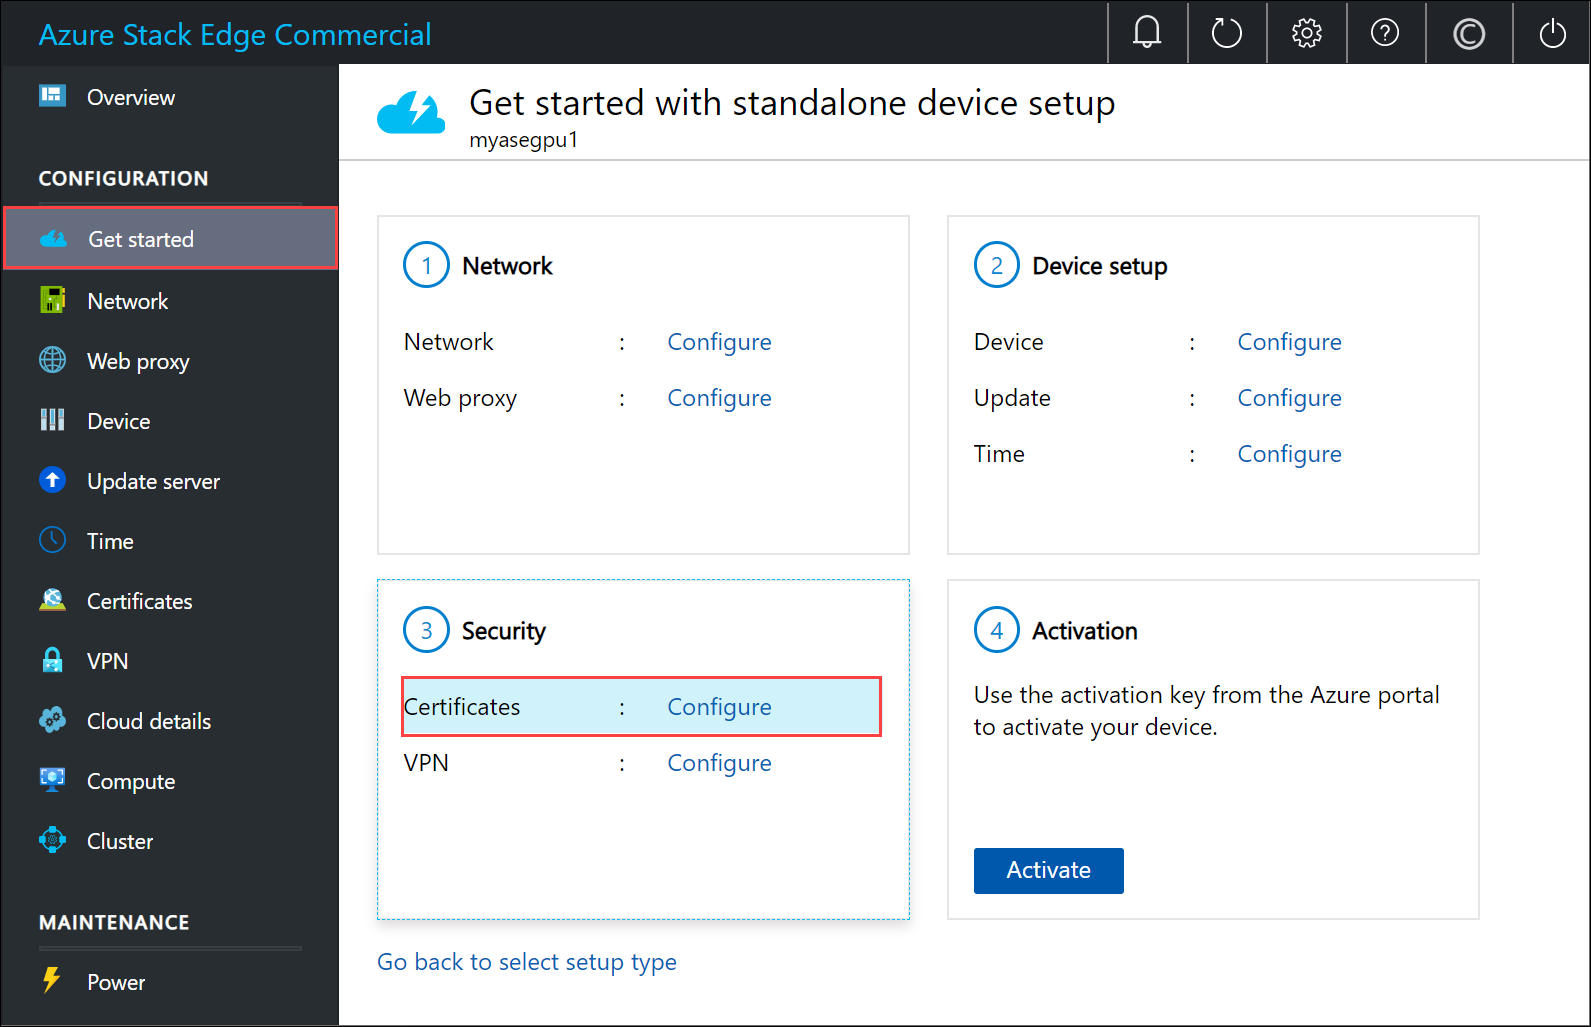 Azure Stack Edge Commercial
Overview
CONFIGURATION
Get started
Network
Web proxy
Device
Update server
Time
Certificates
VPN
Cloud details
Compute
Cluster
MAINTENANCE
Power
Get started with standalone device setup
myasegpu1
1 Network
Network : Configure
Web proxy : Configure
2 Device setup
Device : Configure
Update : Configure
Time : Configure
3 Security
Certificates : Configure
VPN : Configure
4 Activation
Use the activation key from the Azure portal
to activate your device.
Activate
Go back to select setup type